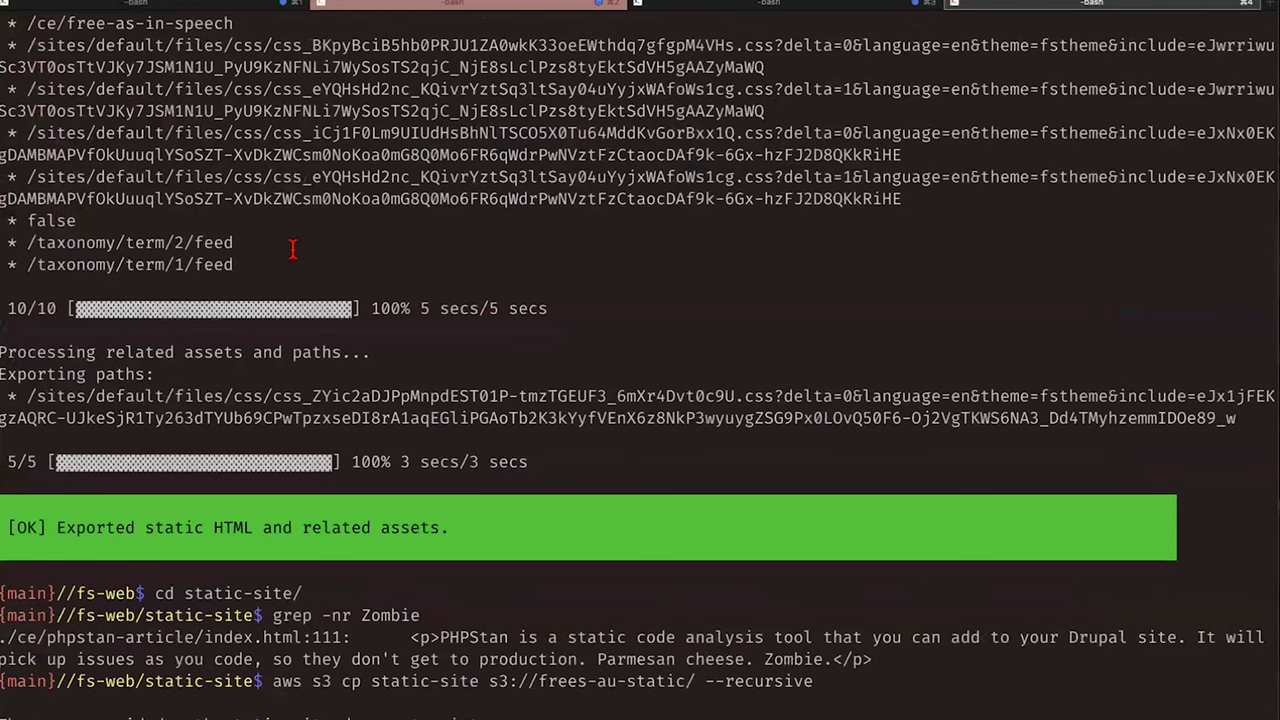 -bash ⌘1 -bash ⌘2 -bash ⌘3 -bash ⌘4
* /ce/free-as-in-speech
* /sites/default/files/css/css_BKpyBciB5hb0PRJU1ZA0wkK33oeEWthdq7gfgpM4VHs.css?delta=0&language=en&theme=fstheme&include=eJwrriwu
Sc3VT0osTtVJKy7JSM1N1U_PyU9KzNFNLi7WySosTS2qjC_NjE8sLclPzs8tyEktSdVH5gAAZyMaWQ
* /sites/default/files/css/css_eYQHsHd2nc_KQivrYztSq3ltSay04uYyjxWAfoWs1cg.css?delta=1&language=en&theme=fstheme&include=eJwrriwu
Sc3VT0osTtVJKy7JSM1N1U_PyU9KzNFNLi7WySosTS2qjC_NjE8sLclPzs8tyEktSdVH5gAAZyMaWQ
* /sites/default/files/css/css_iCj1F0Lm9UIUdHsBhNlTSCO5X0Tu64MddKvGorBxx1Q.css?delta=0&language=en&theme=fstheme&include=eJxNx0EK
gDAMBMAPVfOkUuuqlYSoSZT-XvDkZWCsm0NoKoa0mG8Q0Mo6FR6qWdrPwNVztFzCtaocDAf9k-6Gx-hzFJ2D8QKkRiHE
* /sites/default/files/css/css_eYQHsHd2nc_KQivrYztSq3ltSay04uYyjxWAfoWs1cg.css?delta=1&language=en&theme=fstheme&include=eJxNx0EK
gDAMBMAPVfOkUuuqlYSoSZT-XvDkZWCsm0NoKoa0mG8Q0Mo6FR6qWdrPwNVztFzCtaocDAf9k-6Gx-hzFJ2D8QKkRiHE
* false
* /taxonomy/term/2/feed
* /taxonomy/term/1/feed
10/10 [▓▓▓▓▓▓▓▓▓▓▓▓▓▓▓▓▓▓▓▓▓▓▓▓▓▓▓▓] 100% 5 secs/5 secs
Processing related assets and paths...
Exporting paths:
* /sites/default/files/css/css_ZYic2aDJPpMnpdEST01P-tmzTGEUF3_6mXr4Dvt0c9U.css?delta=0&language=en&theme=fstheme&include=eJx1jFEK
gzAQRC-UJkeSjR1Ty263dTYUb69CPwTpzxseDI8rA1aqEGliPGAoTb2K3kYyfVEnX6z8NkP3wyuygZSG9Px0LOvQ50F6-Oj2VgTKWS6NA3_Dd4TMyhzemmIDOe89_w
5/5 [▓▓▓▓▓▓▓▓▓▓▓▓▓▓▓▓▓▓▓▓▓▓▓▓▓▓▓▓] 100% 3 secs/3 secs
[OK] Exported static HTML and related assets.
{main}//fs-web$ cd static-site/
{main}//fs-web/static-site$ grep -nr Zombie
./ce/phpstan-article/index.html:111: <p>PHPStan is a static code analysis tool that you can add to your Drupal site. It will
pick up issues as you code, so they don't get to production. Parmesan cheese. Zombie.</p>
{main}//fs-web/static-site$ aws s3 cp static-site s3://frees-au-static/ --recursive